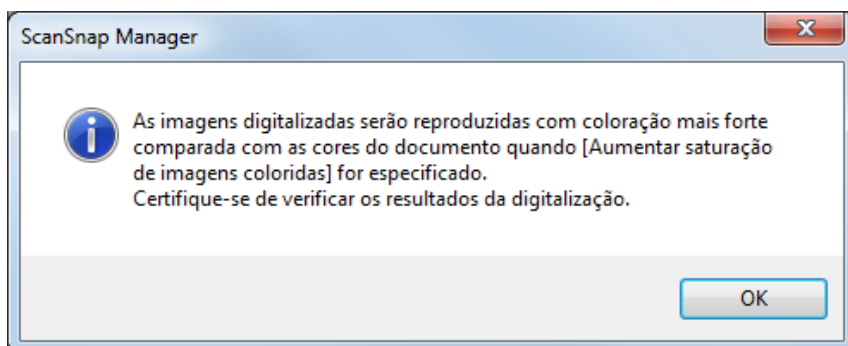 ScanSnap Manager
As imagens digitalizadas serão reproduzidas com coloração mais forte
comparada com as cores do documento quando [Aumentar saturação
de imagens coloridas] for especificado.
Certifique-se de verificar os resultados da digitalização.
OK